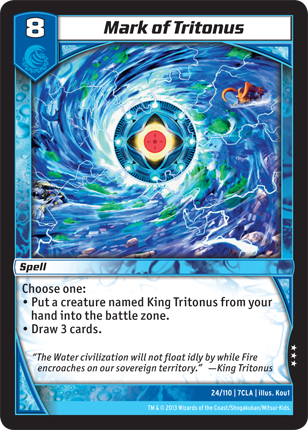 8
Mark of Tritonus
Spell
Choose one:
• Put a creature named King Tritonus from your
hand into the battle zone.
• Draw 3 cards.
"The Water civilization will not float idly by while Fire
encroaches on our sovereign territory." —King Tritonus
24/110 | 7CLA | illus. Kou1
TM & © 2013 Wizards of the Coast/Shogakukan/Mitsui-Kids.